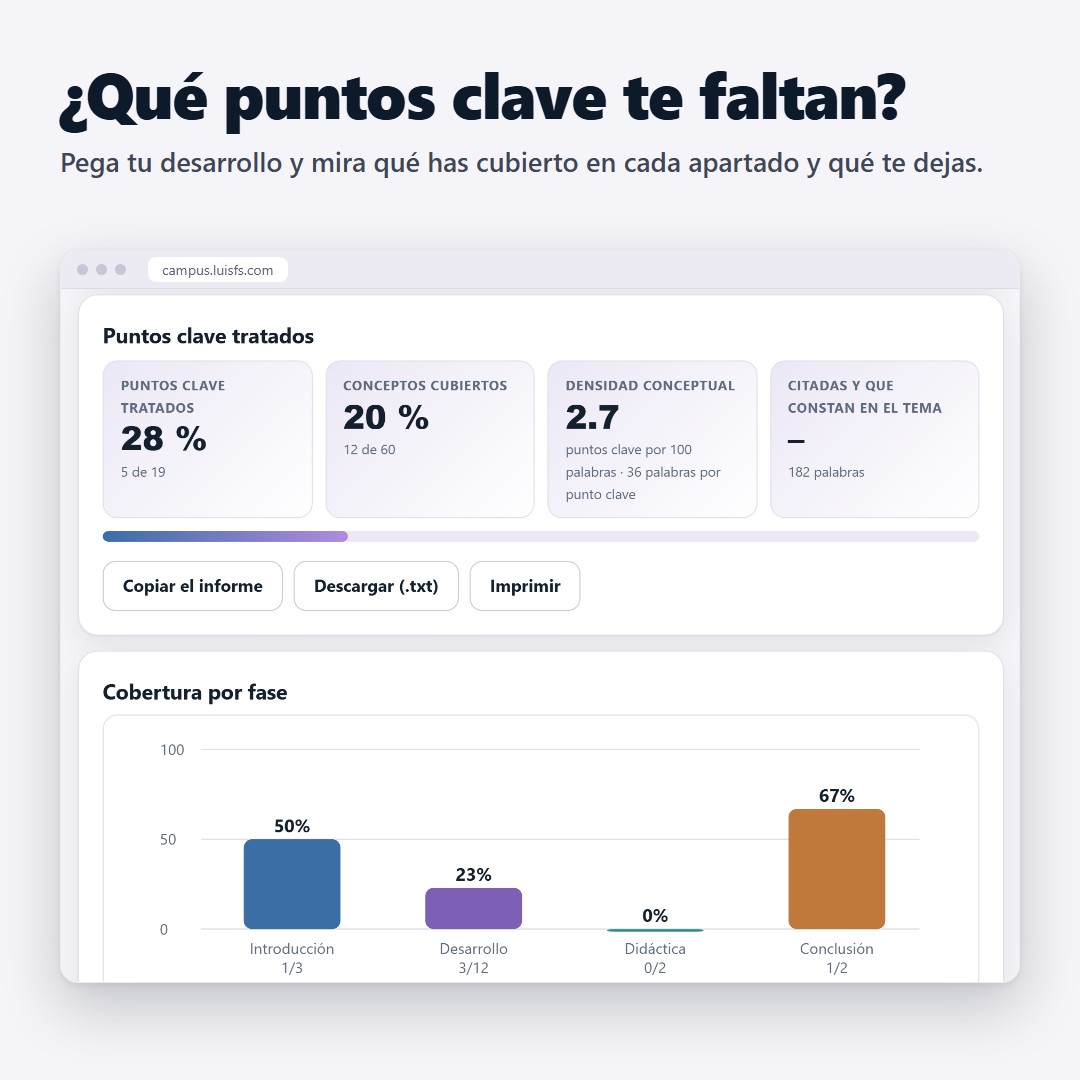 ¿Qué puntos clave te faltan?
Pega tu desarrollo y mira qué has cubierto en cada apartado y qué te dejas.
campus.luisfs.com
Puntos clave tratados
PUNTOS CLAVE
TRATADOS
28 %
5 de 19
CONCEPTOS CUBIERTOS
20 %
12 de 60
DENSIDAD CONCEPTUAL
2.7
puntos clave por 100
palabras · 36 palabras por
punto clave
CITADAS Y QUE
CONSTAN EN EL TEMA
–
182 palabras
Copiar el informe
Descargar (.txt)
Imprimir
Cobertura por fase
100
50
0
50%
23%
0%
67%
Introducción
1/3
Desarrollo
3/12
Didáctica
0/2
Conclusión
1/2